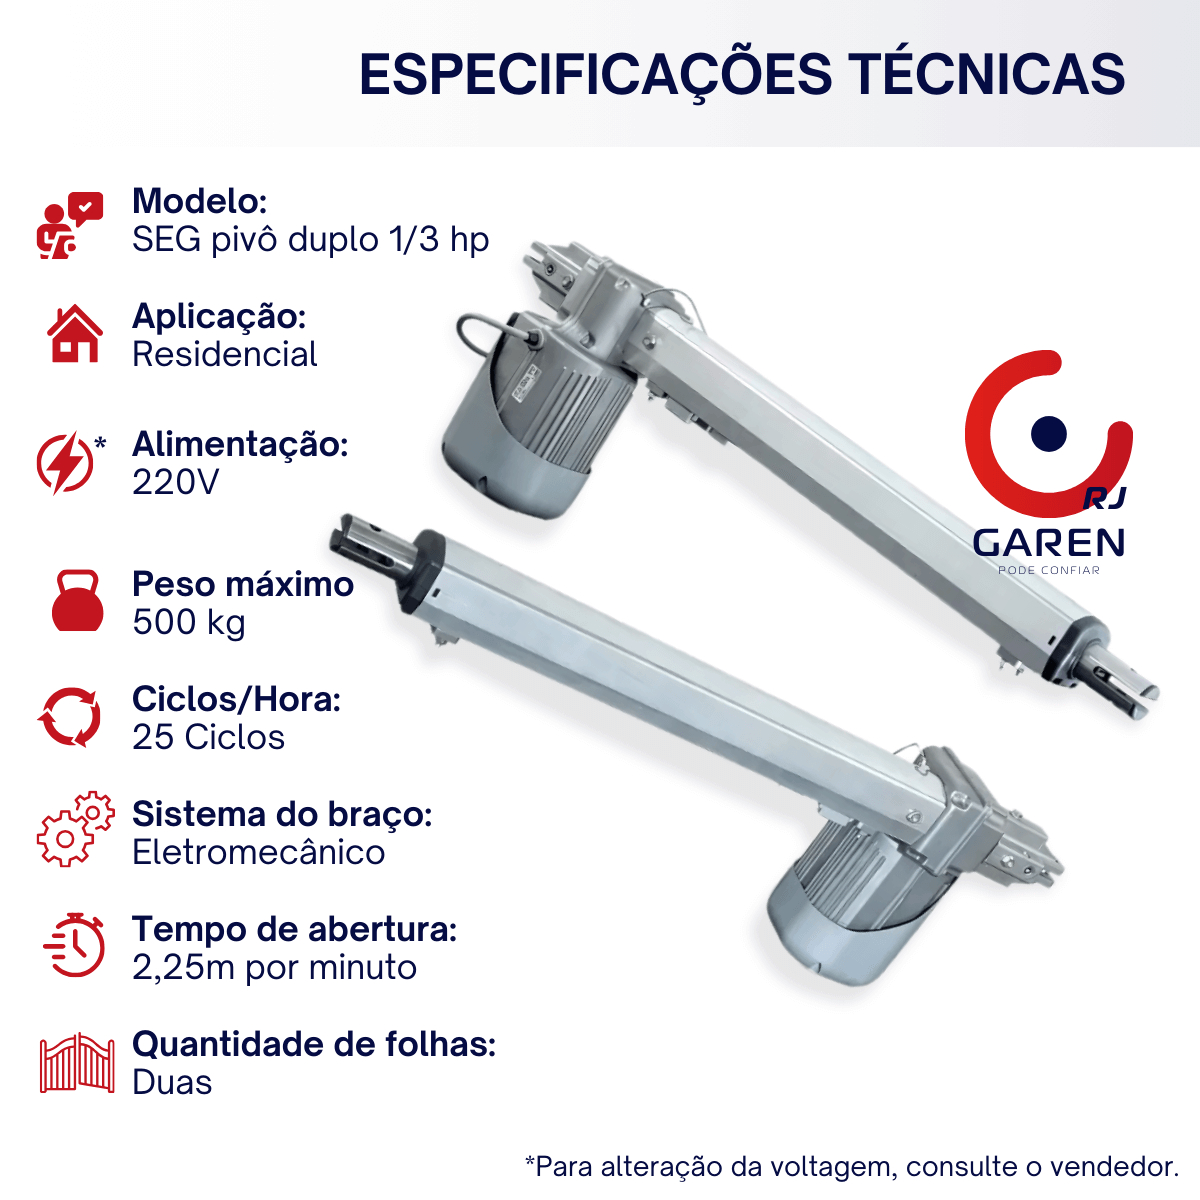 ESPECIFICAÇÕES TÉCNICAS
Modelo:
SEG pivô duplo 1/3 hp
Aplicação:
Residencial
* Alimentação:
220V
Peso máximo
500 kg
Ciclos/Hora:
25 Ciclos
Sistema do braço:
Eletromecânico
Tempo de abertura:
2,25m por minuto
Quantidade de folhas:
Duas
RJ
GAREN
PODE CONFIAR
*Para alteração da voltagem, consulte o vendedor.